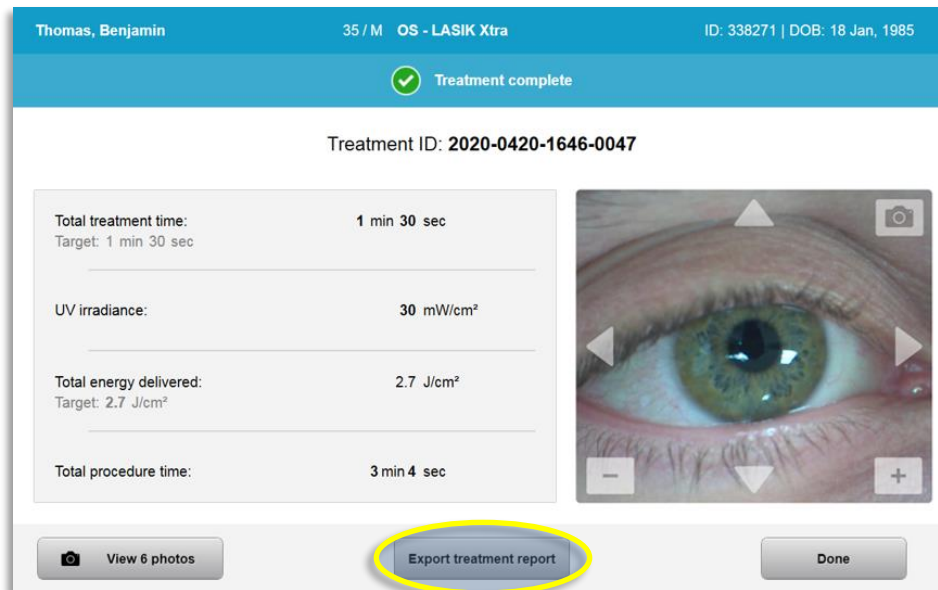 Thomas, Benjamin 35 / M OS - LASIK Xtra ID: 338271 | DOB: 18 Jan, 1985
Treatment complete
Treatment ID: 2020-0420-1646-0047
Total treatment time: 1 min 30 sec
Target: 1 min 30 sec
UV irradiance: 30 mW/cm²
Total energy delivered: 2.7 J/cm²
Target: 2.7 J/cm²
Total procedure time: 3 min 4 sec
View 6 photos Export treatment report Done